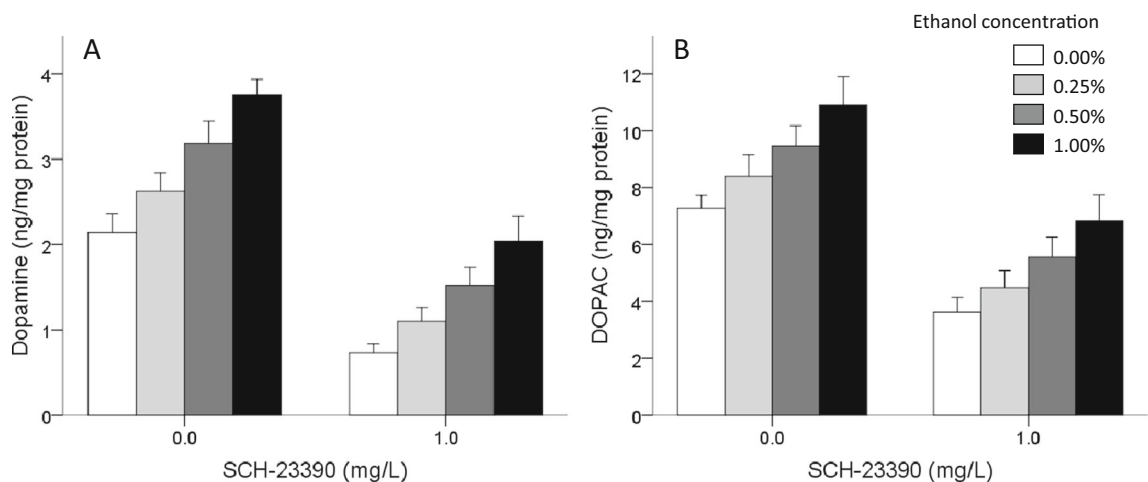 Ethanol concentration
0.00%
0.25%
0.50%
1.00%
A
Dopamine (ng/mg protein)
4
3
2
1
0
0.0
1.0
SCH-23390 (mg/L)
B
DOPAC (ng/mg protein)
12
10
8
6
4
2
0
0.0
1.0
SCH-23390 (mg/L)